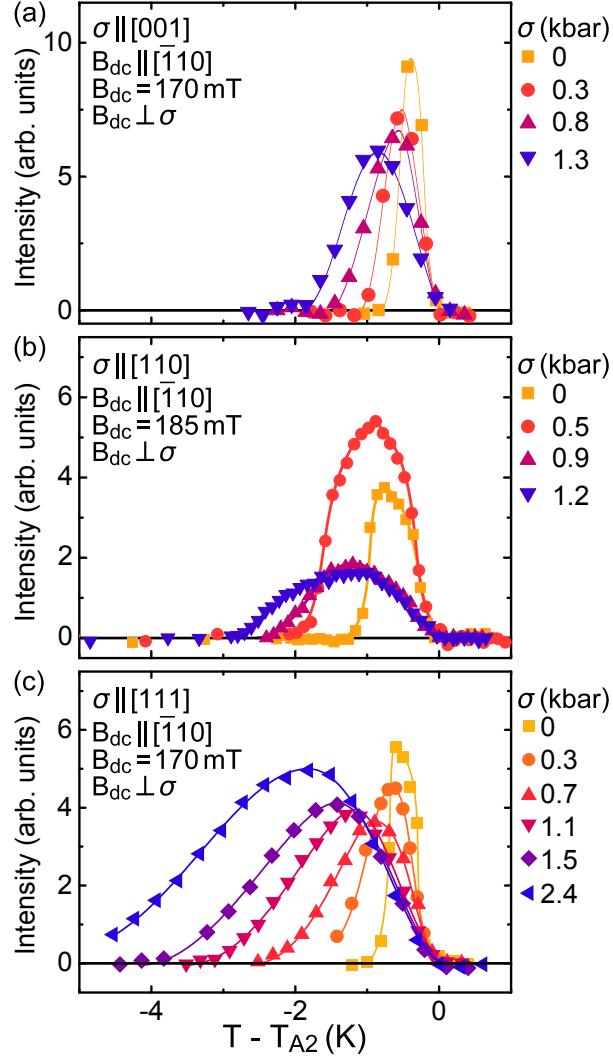 (a)
σ || [001]
B_dc || [1̄10]
B_dc = 170 mT
B_dc ⊥ σ
Intensity (arb. units)
10
5
0
σ (kbar)
0
0.3
0.8
1.3
(b)
σ || [110]
B_dc || [1̄10]
B_dc = 185 mT
B_dc ⊥ σ
Intensity (arb. units)
6
4
2
0
σ (kbar)
0
0.5
0.9
1.2
(c)
σ || [111]
B_dc || [1̄10]
B_dc = 170 mT
B_dc ⊥ σ
Intensity (arb. units)
6
4
2
0
σ (kbar)
0
0.3
0.7
1.1
1.5
2.4
-4 -2 0
T - T_A2 (K)